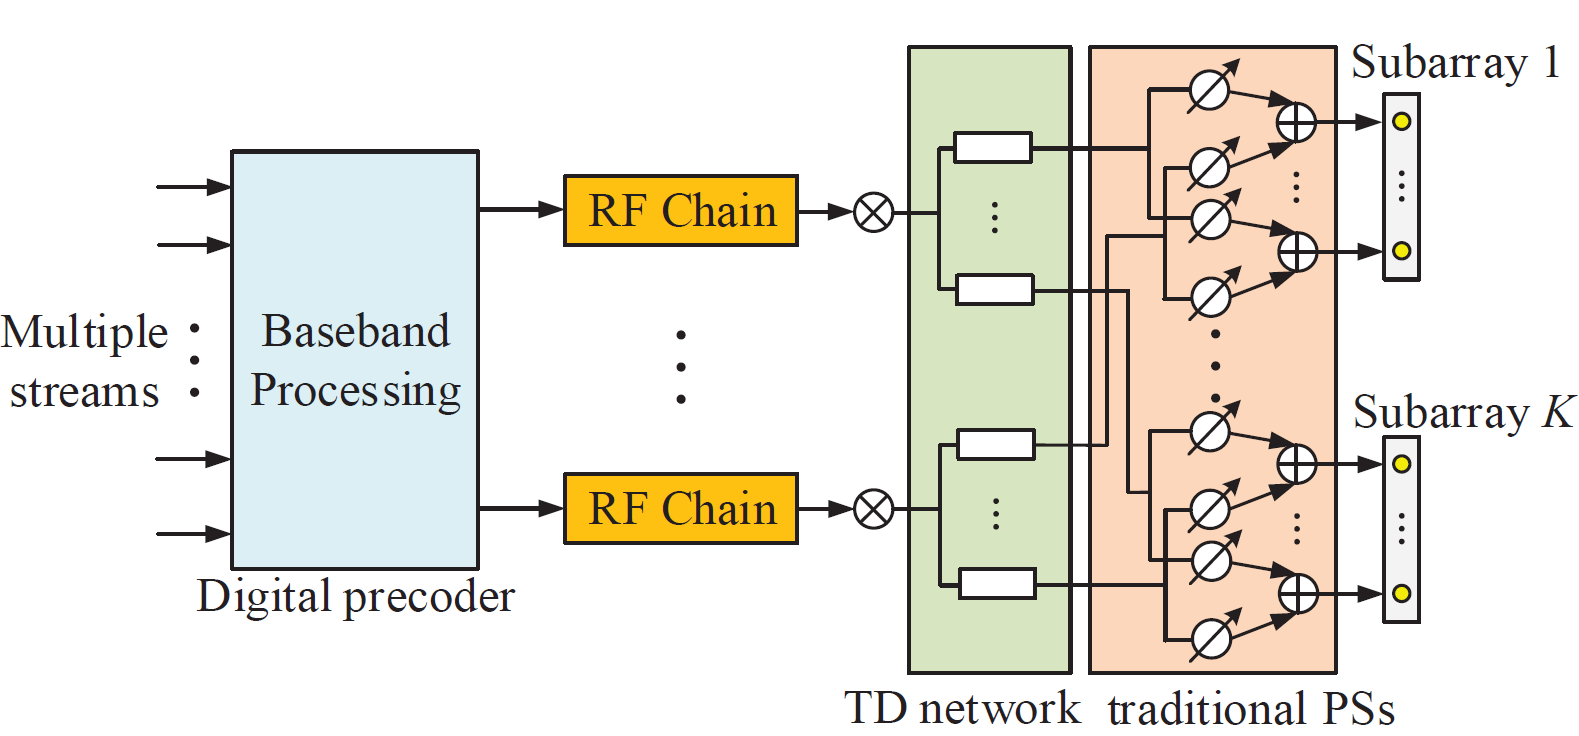 Subarray 1
RF Chain
Multiple
streams
Baseband
Processing
Subarray K
RF Chain
Digital precoder
TD network
traditional PSs